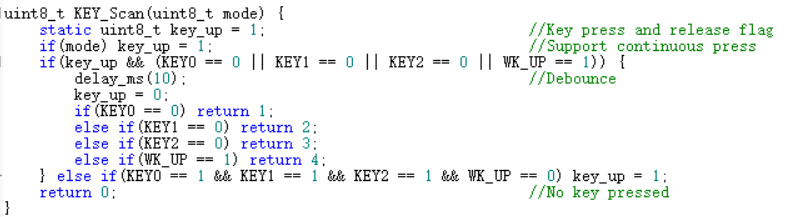 uint8_t KEY_Scan(uint8_t mode) {
    static uint8_t key_up = 1;                              //Key press and release flag
    if(mode) key_up = 1;                                    //Support continuous press
    if(key_up && (KEY0 == 0 || KEY1 == 0 || KEY2 == 0 || WK_UP == 1)) {
        delay_ms(10);                                       //Debounce
        key_up = 0;
        if(KEY0 == 0) return 1;
        else if(KEY1 == 0) return 2;
        else if(KEY2 == 0) return 3;
        else if(WK_UP == 1) return 4;
    } else if(KEY0 == 1 && KEY1 == 1 && KEY2 == 1 && WK_UP == 0) key_up = 1;
    return 0;                                               //No key pressed
}